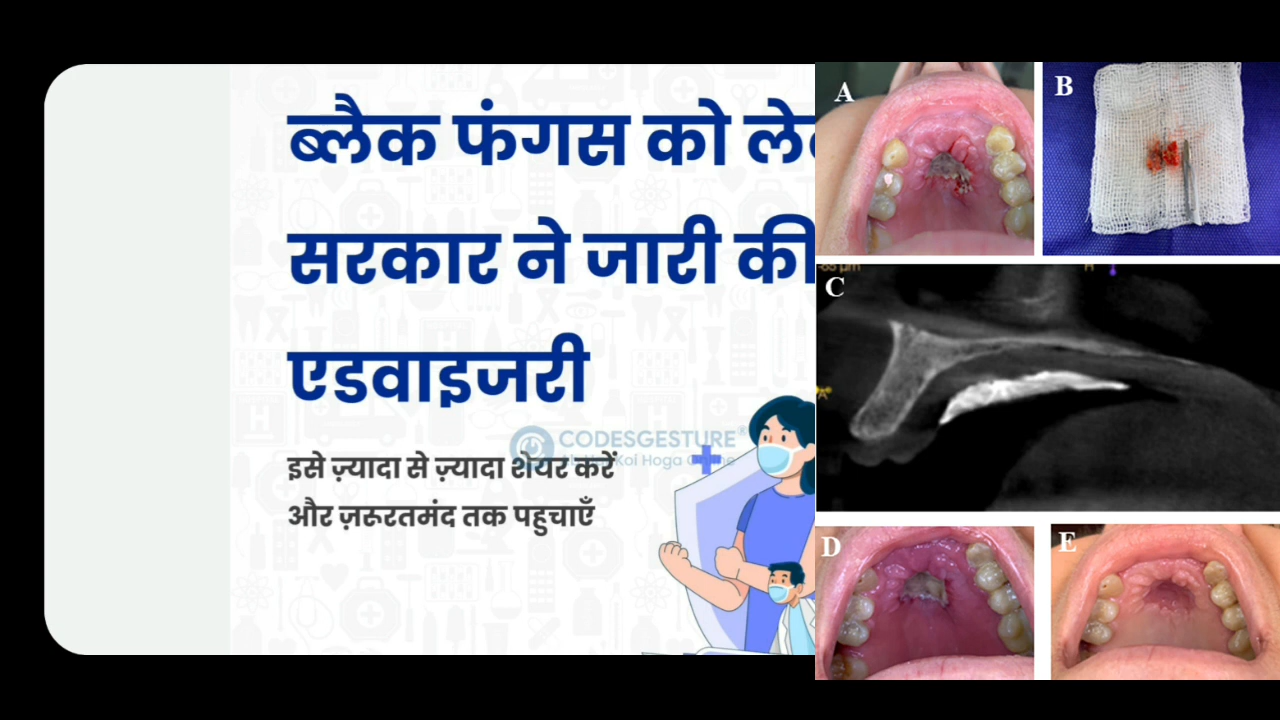 ब्लैक फंगस को ले
सरकार ने जारी की
एडवाइजरी
CODESGESTURE®
इसे ज़्यादा से ज़्यादा शेयर करें
और ज़रूरतमंद तक पहुचाएँ
A
B
C
D
E